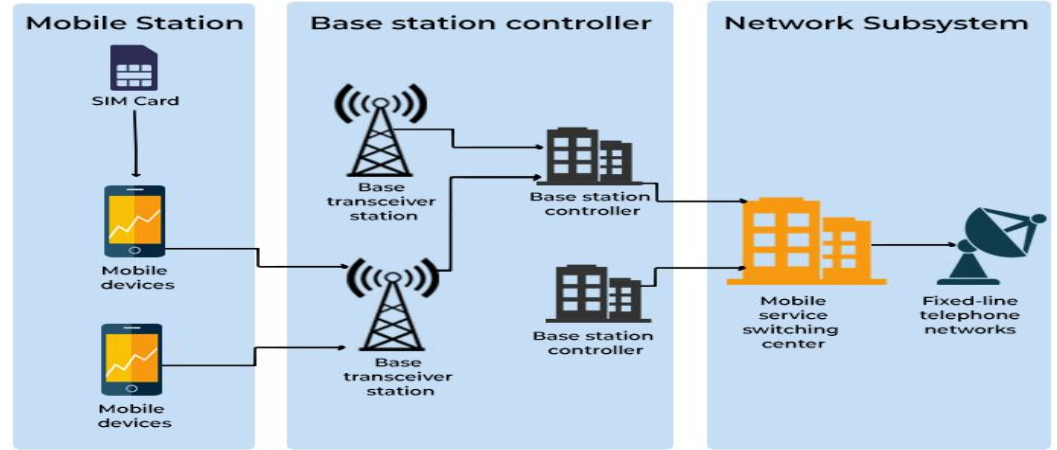 Mobile Station
SIM Card
Mobile
devices
Mobile
devices
Base station controller
Base
transceiver
station
Base
transceiver
station
Base station
controller
Base station
controller
Network Subsystem
Mobile
service
switching
center
Fixed-line
telephone
networks